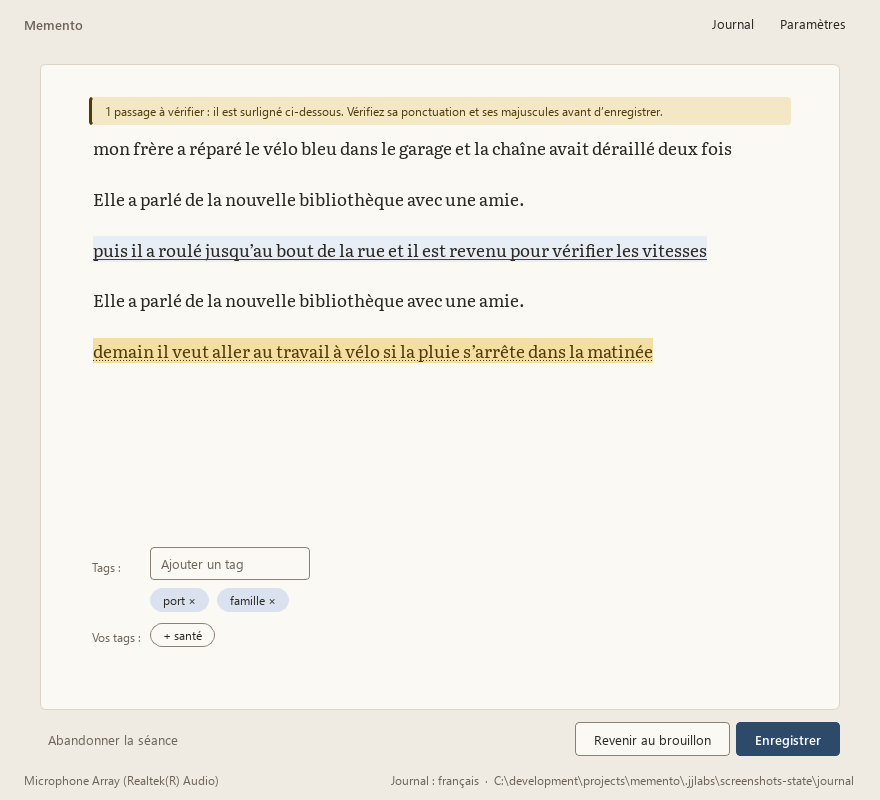 Memento
Journal Paramètres
1 passage à vérifier : il est surligné ci-dessous. Vérifiez sa ponctuation et ses majuscules avant d'enregistrer.
mon frère a réparé le vélo bleu dans le garage et la chaîne avait déraillé deux fois
Elle a parlé de la nouvelle bibliothèque avec une amie.
puis il a roulé jusqu’au bout de la rue et il est revenu pour vérifier les vitesses
Elle a parlé de la nouvelle bibliothèque avec une amie.
demain il veut aller au travail à vélo si la pluie s’arrête dans la matinée
Tags : Ajouter un tag
port × famille ×
Vos tags : + santé
Abandonner la séance Revenir au brouillon Enregistrer
Microphone Array (Realtek(R) Audio) Journal : français · C:\development\projects\memento\.jjlabs\screenshots-state\journal